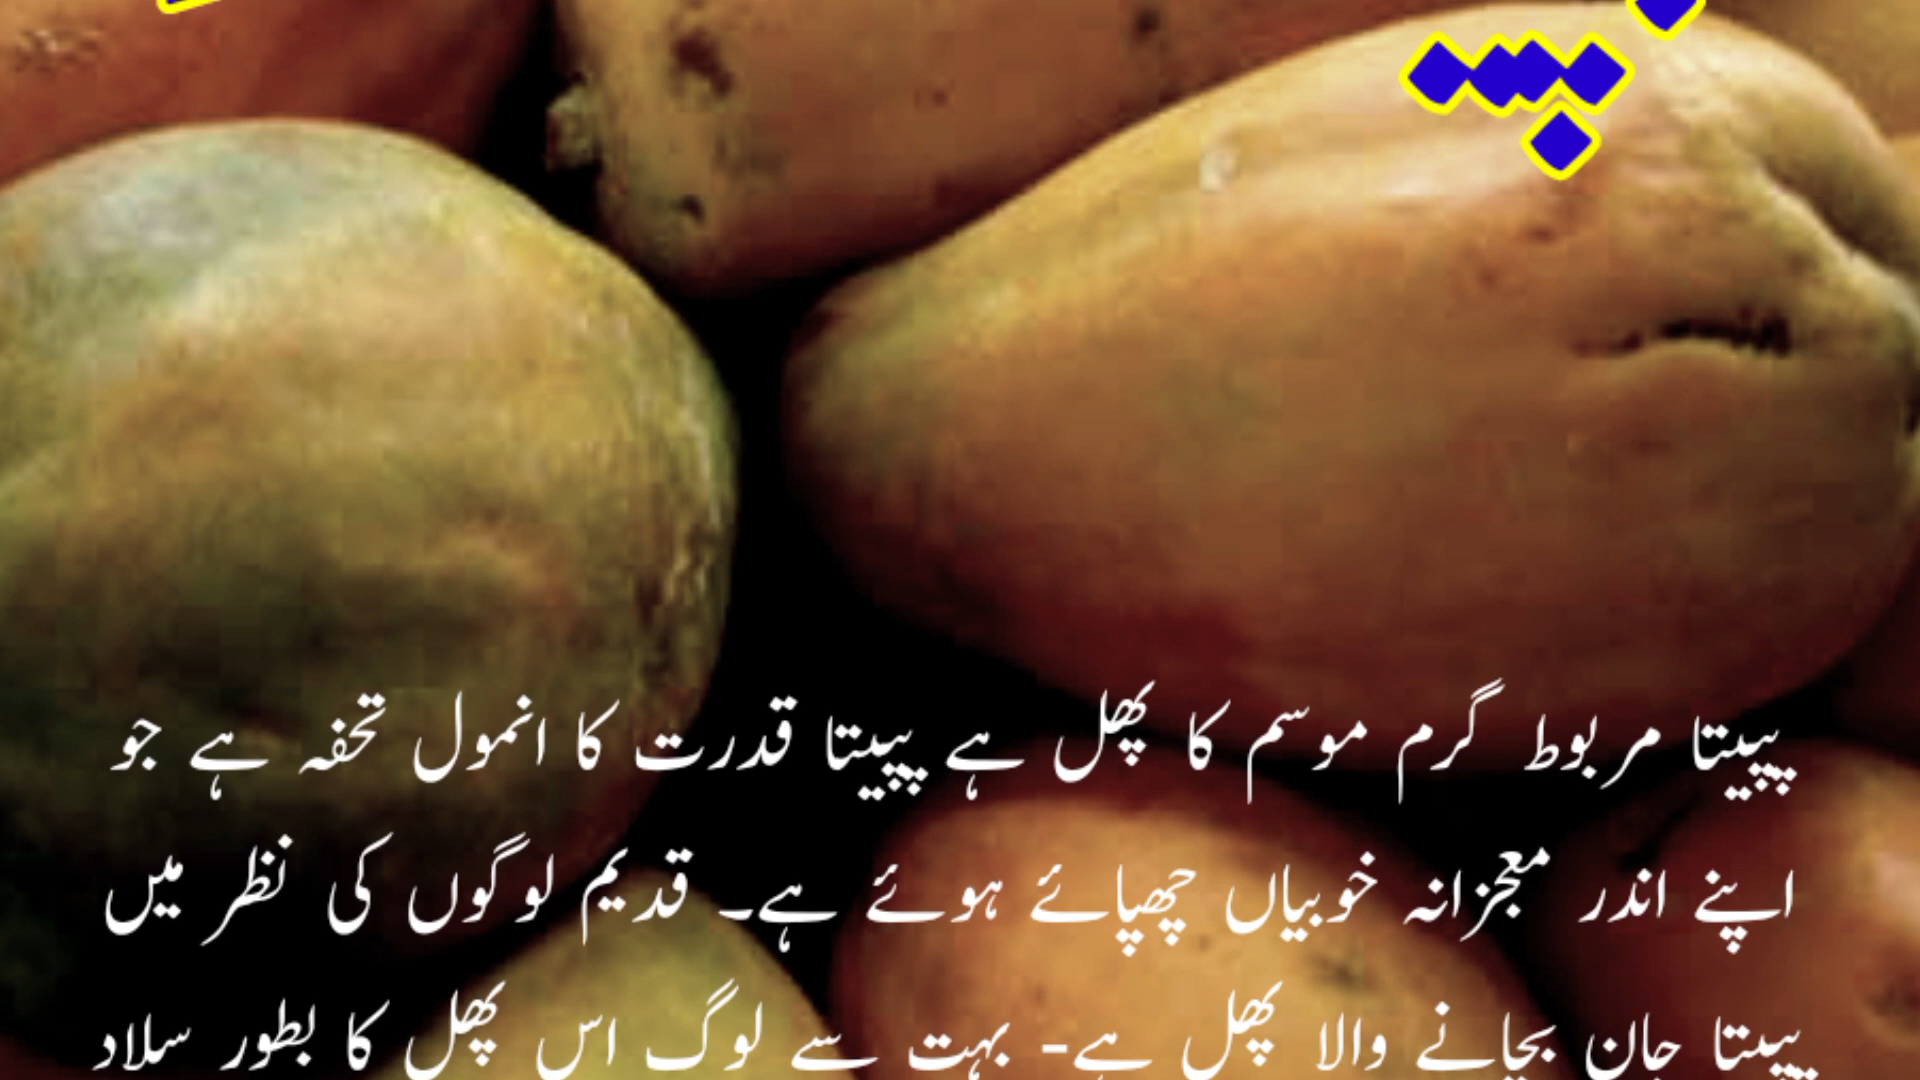 پپیتا مربوط گرم موسم کا پھل ہے پپیتا قدرت کا انمول تحفہ ہے جو
اپنے اندر معجزانہ خوبیاں چھپائے ہوئے ہے۔ قدیم لوگوں کی نظر میں
پپیتا جان بچانے والا پھل ہے- بہت سے لوگ اس پھل کا بطور سلاد